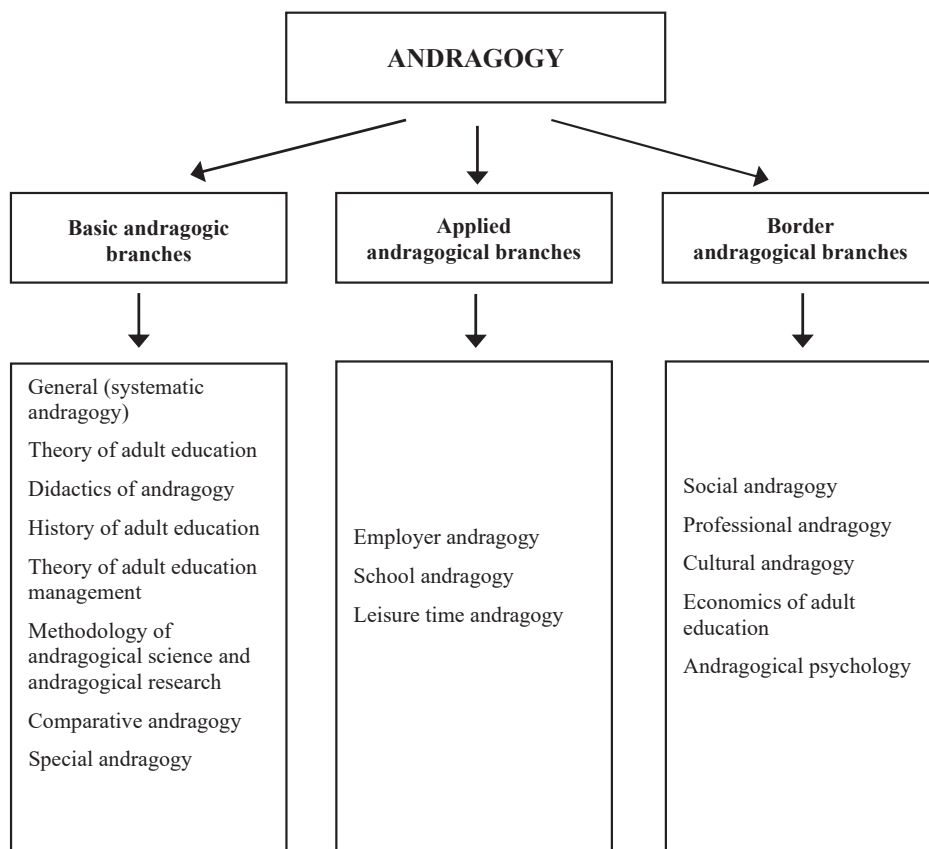 ANDRAGOGY
Basic andragogic
branches
Applied
andragogical branches
Border
andragogical branches
General (systematic
andragogy)
Theory of adult education
Didactics of andragogy
History of adult education
Theory of adult education
management
Methodology of
andragogical science and
andragogical research
Comparative andragogy
Special andragogy
Employer andragogy
School andragogy
Leisure time andragogy
Social andragogy
Professional andragogy
Cultural andragogy
Economics of adult
education
Andragogical psychology